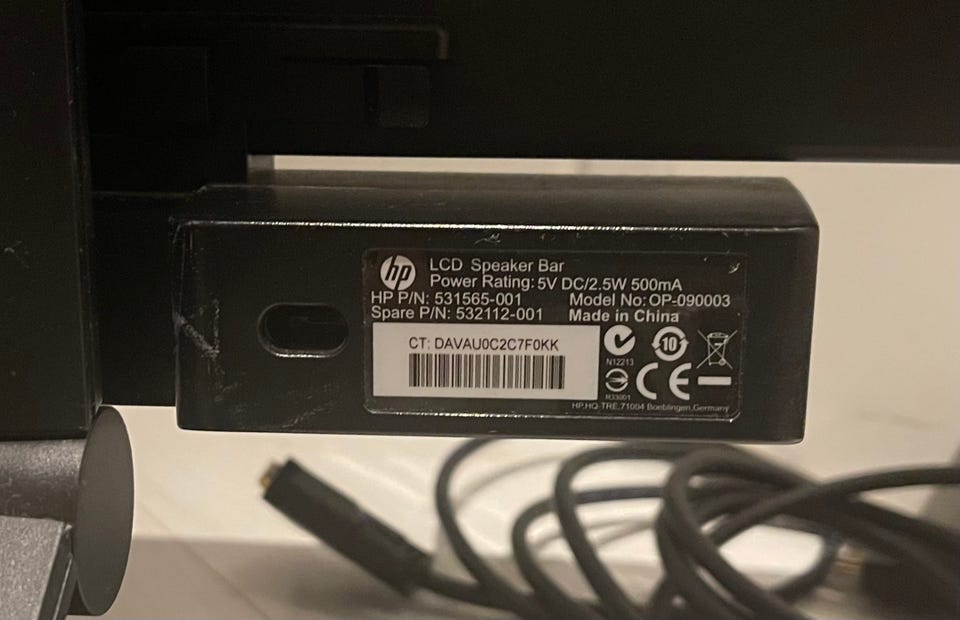 hp
LCD Speaker Bar
Power Rating: 5V DC/2.5W 500mA
HP P/N: 531565-001 Model No: OP-090003
Spare P/N: 532112-001 Made in China
CT: DAVAU0C2C7F0KK
N12213
10
R33001
CE
HP,HQ-TRE,71004 Boeblingen,Germany